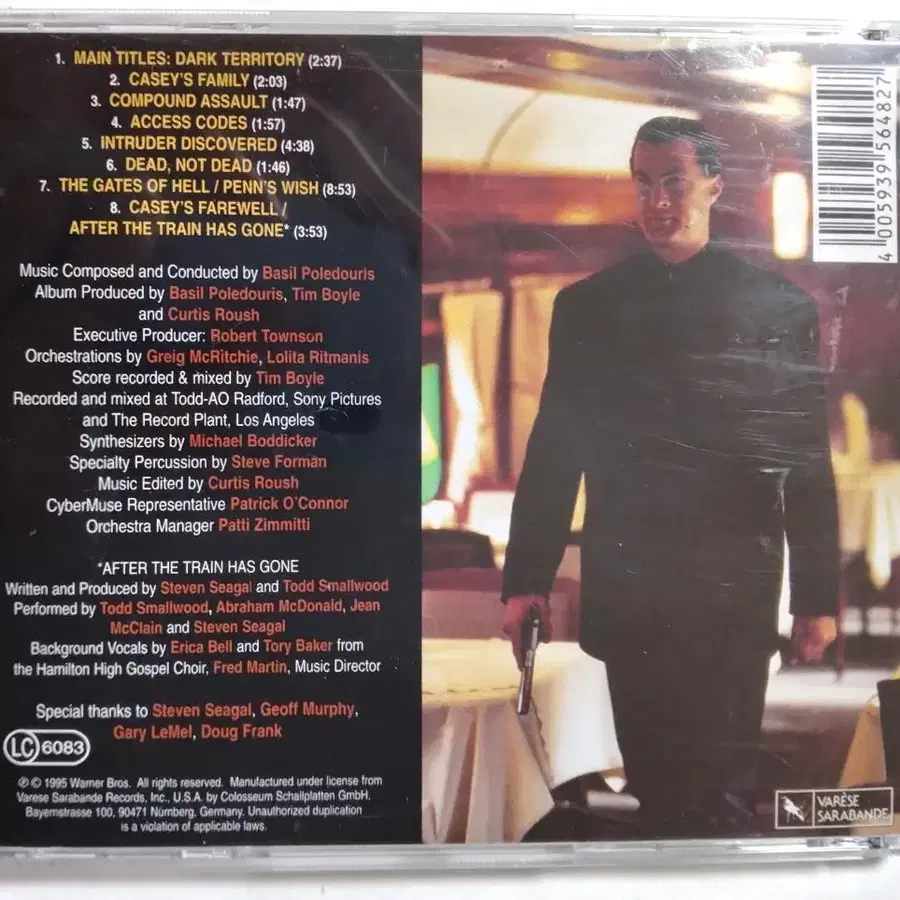 1. MAIN TITLES: DARK TERRITORY (2:37)
2. CASEY'S FAMILY (2:03)
3. COMPOUND ASSAULT (1:47)
4. ACCESS CODES (1:57)
5. INTRUDER DISCOVERED (4:38)
6. DEAD, NOT DEAD (1:46)
7. THE GATES OF HELL / PENN'S WISH (8:53)
8. CASEY'S FAREWELL /
AFTER THE TRAIN HAS GONE* (3:53)
Music Composed and Conducted by Basil Poledouris
Album Produced by Basil Poledouris, Tim Boyle
and Curtis Roush
Executive Producer: Robert Townson
Orchestrations by Greig McRitchie, Lolita Ritmanis
Score recorded & mixed by Tim Boyle
Recorded and mixed at Todd-AO Radford, Sony Pictures
and The Record Plant, Los Angeles
Synthesizers by Michael Boddicker
Specialty Percussion by Steve Forman
Music Edited by Curtis Roush
CyberMuse Representative Patrick O'Connor
Orchestra Manager Patti Zimmitti
*AFTER THE TRAIN HAS GONE
Written and Produced by Steven Seagal and Todd Smallwood
Performed by Todd Smallwood, Abraham McDonald, Jean
McClain and Steven Seagal
Background Vocals by Erica Bell and Tory Baker from
the Hamilton High Gospel Choir, Fred Martin, Music Director
Special thanks to Steven Seagal, Geoff Murphy,
Gary LeMel, Doug Frank
LC 6083
℗© 1995 Warner Bros. All rights reserved. Manufactured under license from
Varese Sarabande Records, Inc., U.S.A. by Colosseum Schallplatten GmbH.
Bayernstrasse 100, 90471 Nürnberg, Germany. Unauthorized duplication
is a violation of applicable laws.
4 005939 564827
VARÈSE
SARABANDE